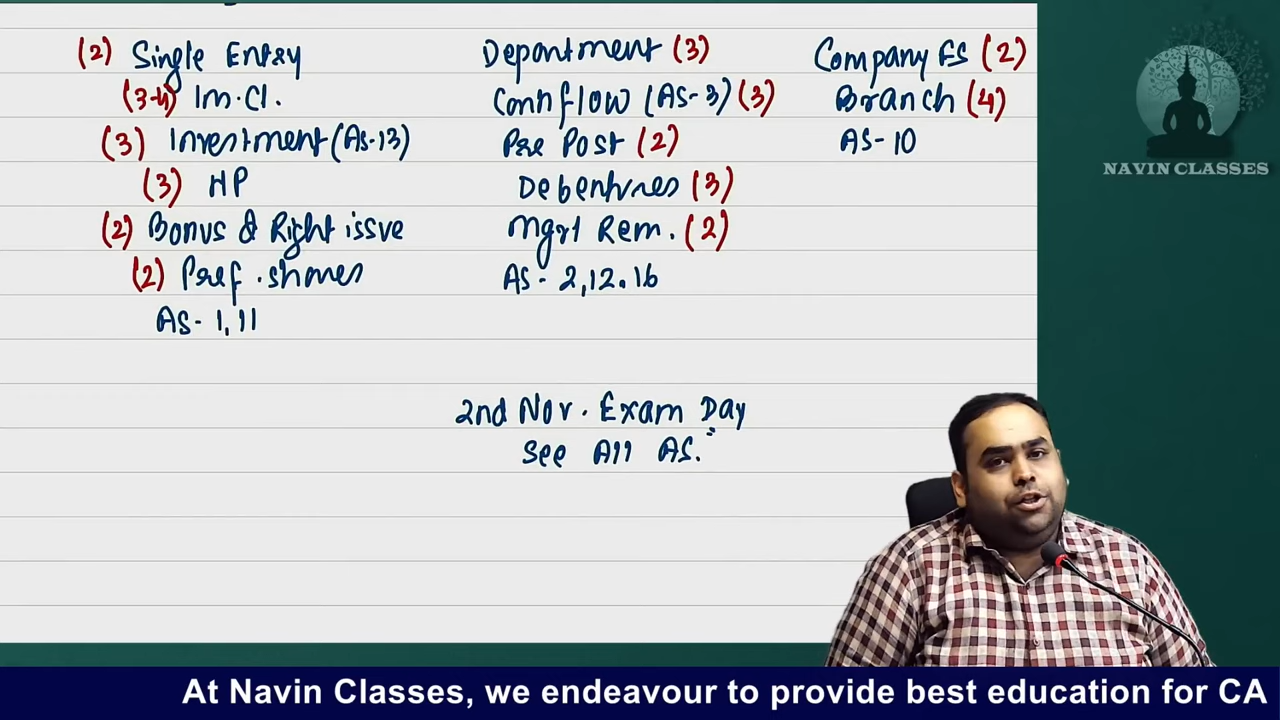 (2) Single Entry
(3-4) In.Cl.
(3) Investment (AS-13)
(3) HP
(2) Bonus & Right issue
(2) Pref. shares
AS- 1, 11
Department (3)
Cashflow (AS-3) (3)
Pre Post (2)
Debentures (3)
Mgrl Rem. (2)
AS- 2,12.16
Company FS (2)
Branch (4)
AS-10
2nd Nov. Exam Day
See All AS.
NAVIN CLASSES
At Navin Classes, we endeavour to provide best education for CA